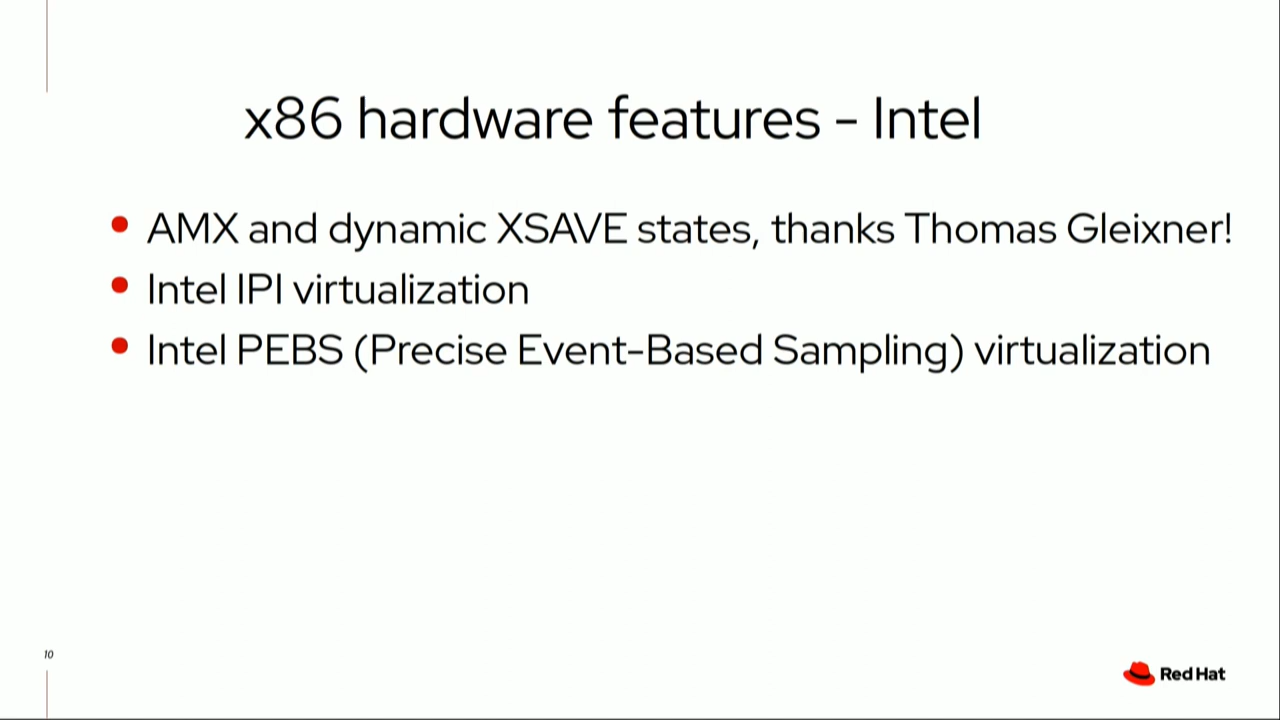 x86 hardware features - Intel
AMX and dynamic XSAVE states, thanks Thomas Gleixner!
Intel IPI virtualization
Intel PEBS (Precise Event-Based Sampling) virtualization
10
Red Hat